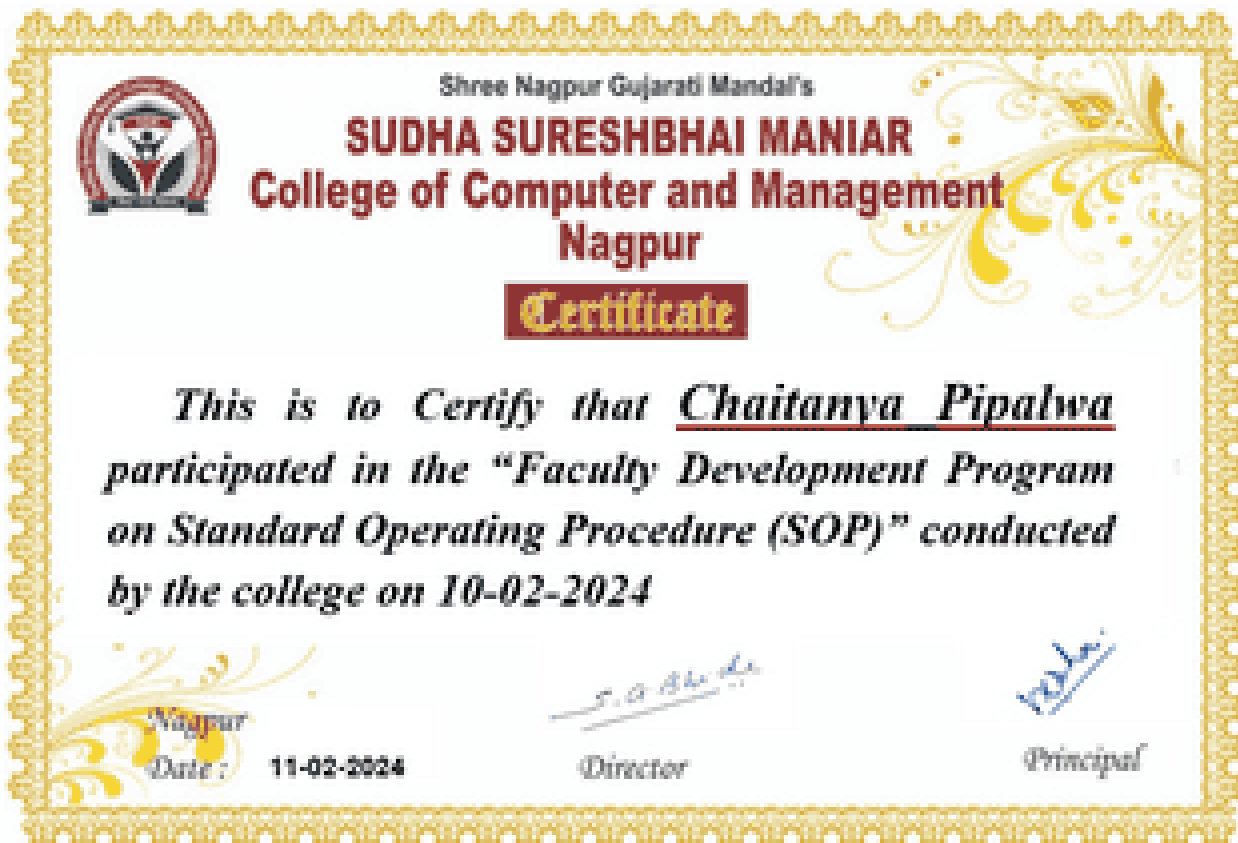 Shree Nagpur Gujarati Mandal's
SUDHA SURESHBHAI MANIAR
College of Computer and Management
Nagpur
Certificate
This is to Certify that Chaitanya Pipalwa
participated in the “Faculty Development Program
on Standard Operating Procedure (SOP)” conducted
by the college on 10-02-2024
Nagpur
Date : 11-02-2024
Director
Principal